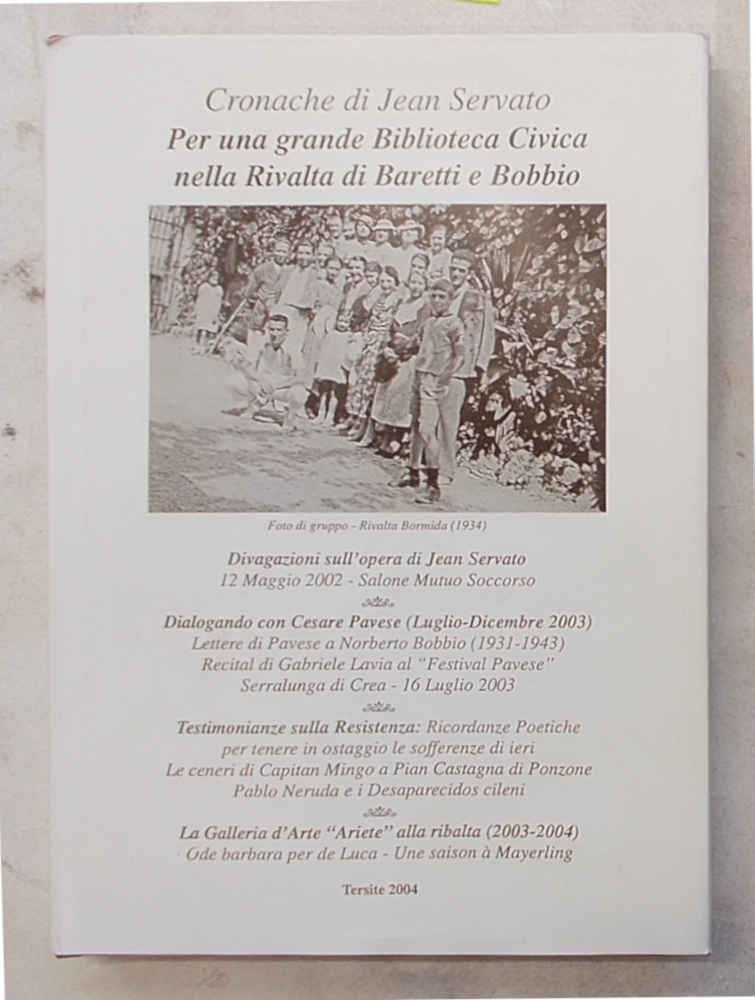 Cronache di Jean Servato
Per una grande Biblioteca Civica
nella Rivalta di Baretti e Bobbio
Foto di gruppo - Rivalta Bormida (1934)
Divagazioni sull'opera di Jean Servato
12 Maggio 2002 - Salone Mutuo Soccorso
Dialogando con Cesare Pavese (Luglio-Dicembre 2003)
Lettere di Pavese a Norberto Bobbio (1931-1943)
Recital di Gabriele Lavia al "Festival Pavese"
Serralunga di Crea - 16 Luglio 2003
Testimonianze sulla Resistenza: Ricordanze Poetiche
per tenere in ostaggio le sofferenze di ieri
Le ceneri di Capitan Mingo a Pian Castagna di Ponzone
Pablo Neruda e i Desaparecidos cileni
La Galleria d'Arte "Ariete" alla ribalta (2003-2004)
Ode barbara per de Luca - Une saison à Mayerling
Tersite 2004